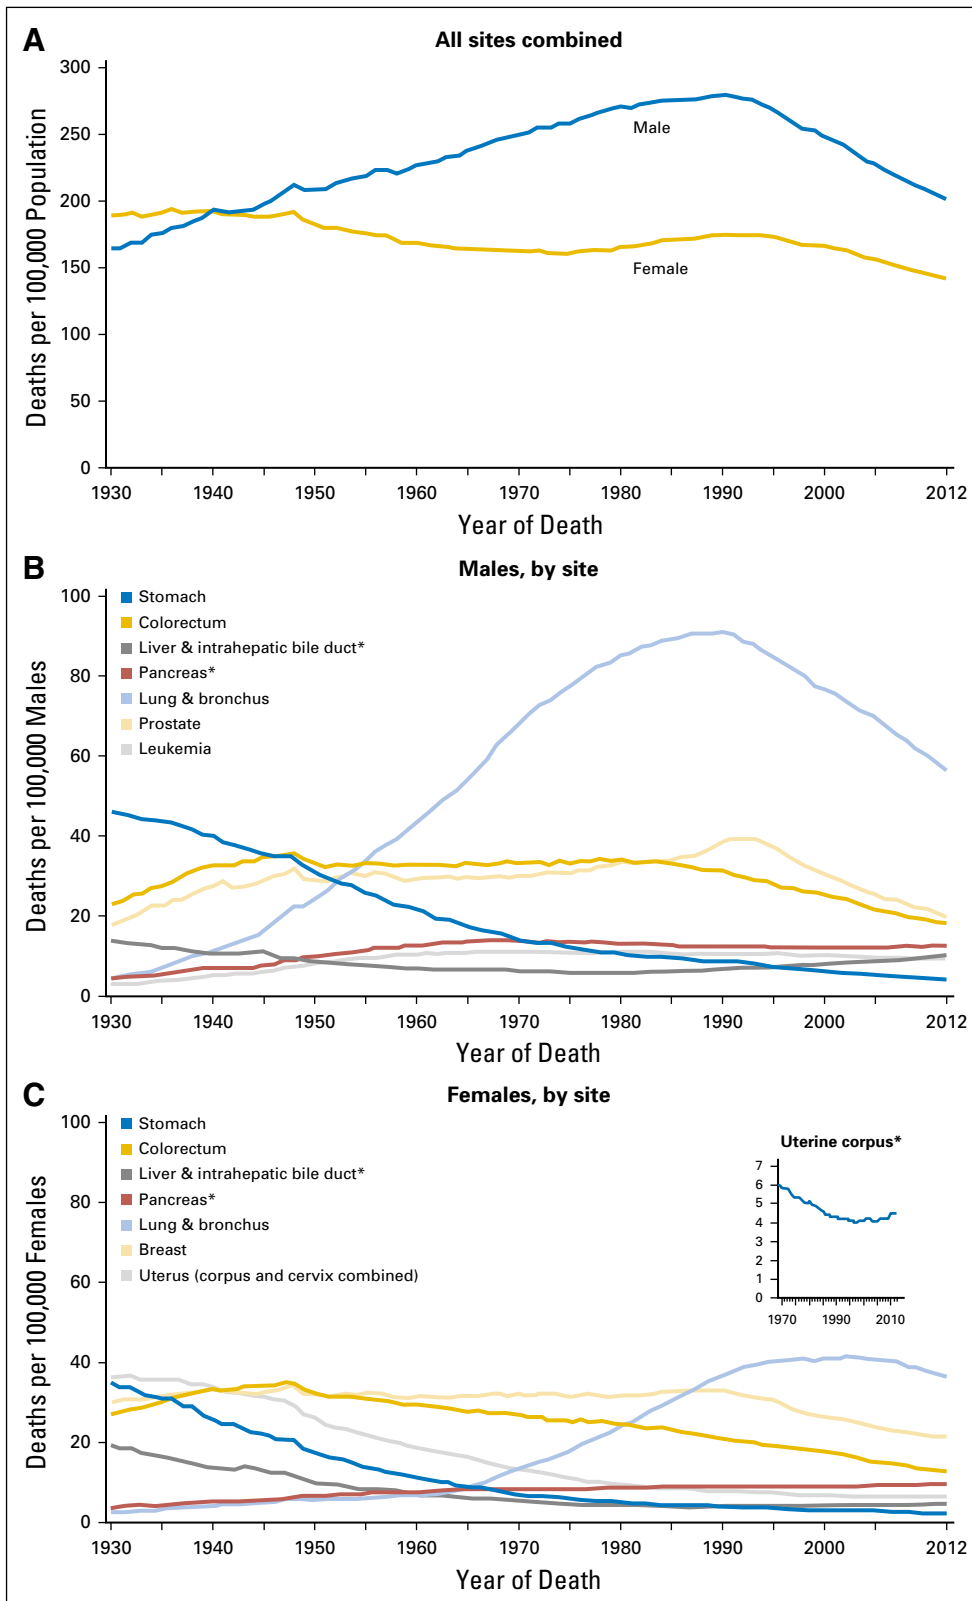 A
All sites combined
Deaths per 100,000 Population
300
250
200
150
100
50
0
Male
Female
1930 1940 1950 1960 1970 1980 1990 2000 2012
Year of Death
B
Males, by site
Deaths per 100,000 Males
100
80
60
40
20
0
Stomach
Colorectum
Liver & intrahepatic bile duct*
Pancreas*
Lung & bronchus
Prostate
Leukemia
1930 1940 1950 1960 1970 1980 1990 2000 2012
Year of Death
C
Females, by site
Deaths per 100,000 Females
100
80
60
40
20
0
Stomach
Colorectum
Liver & intrahepatic bile duct*
Pancreas*
Lung & bronchus
Breast
Uterus (corpus and cervix combined)
Uterine corpus*
7
6
5
4
3
2
1
0
1970 1990 2010
1930 1940 1950 1960 1970 1980 1990 2000 2012
Year of Death